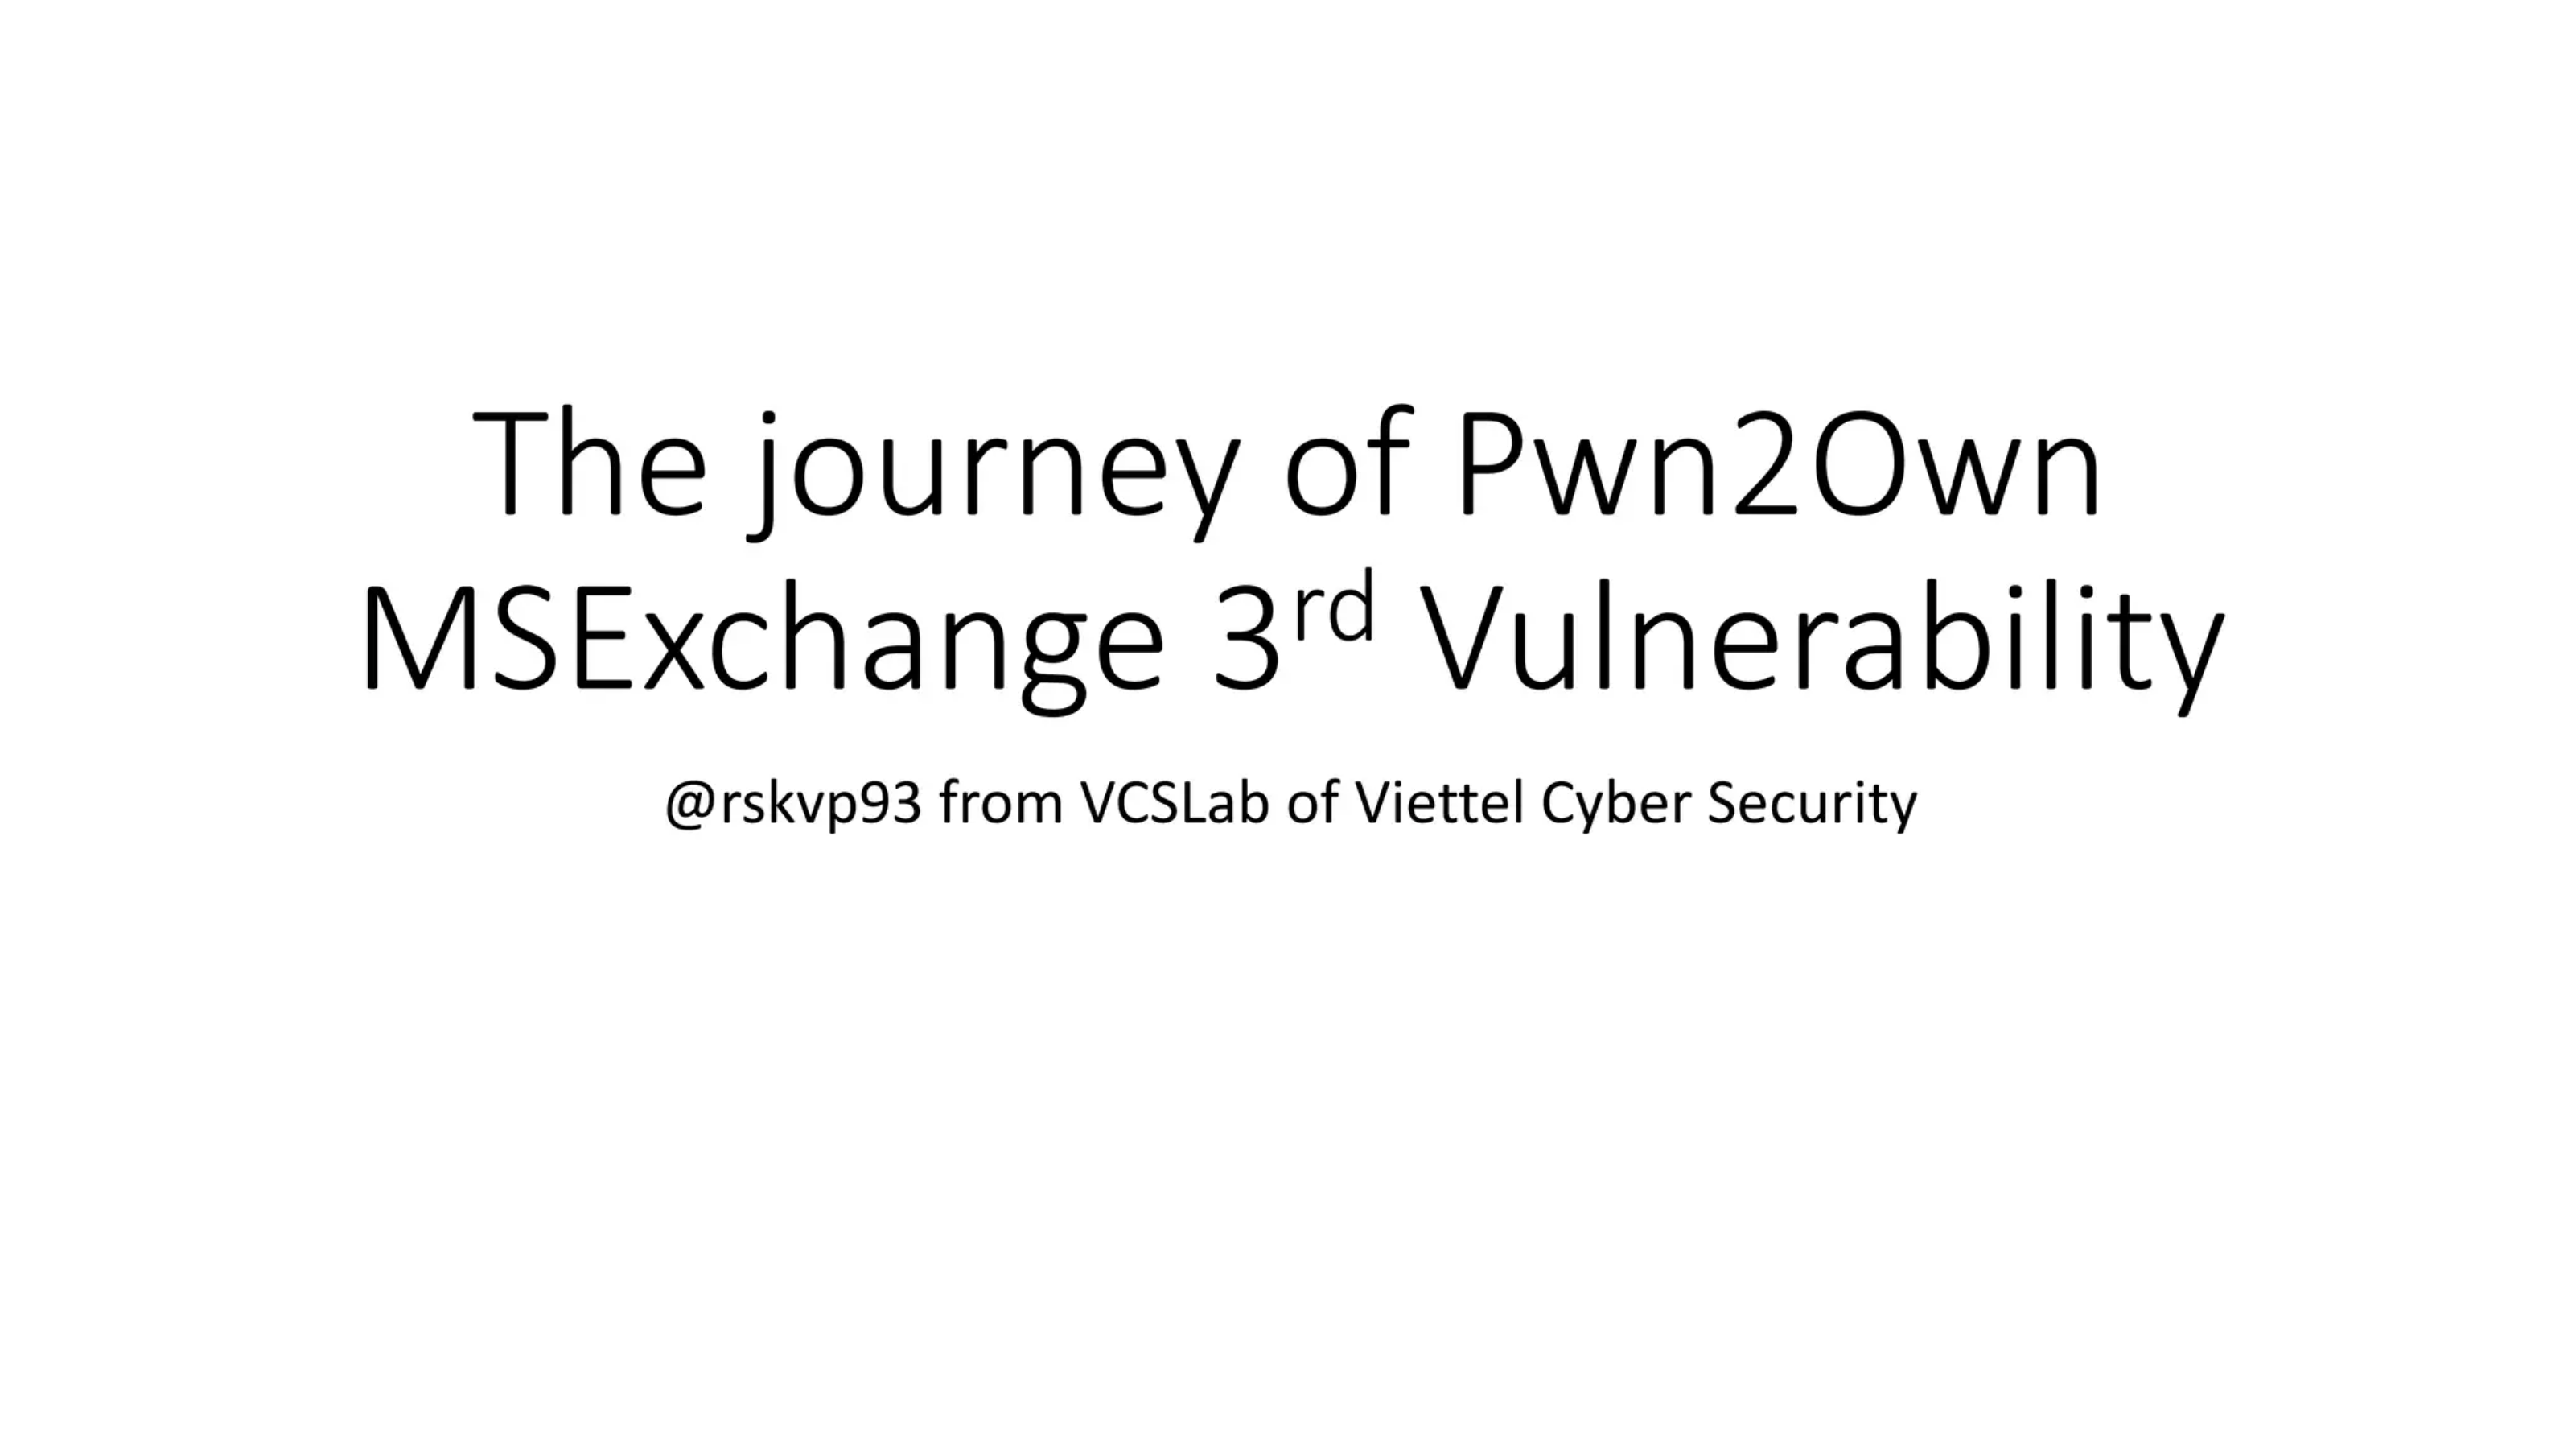 The journey of Pwn2Own
MSExchange 3rd Vulnerability
@rskvp93 from VCSLab of Viettel Cyber Security